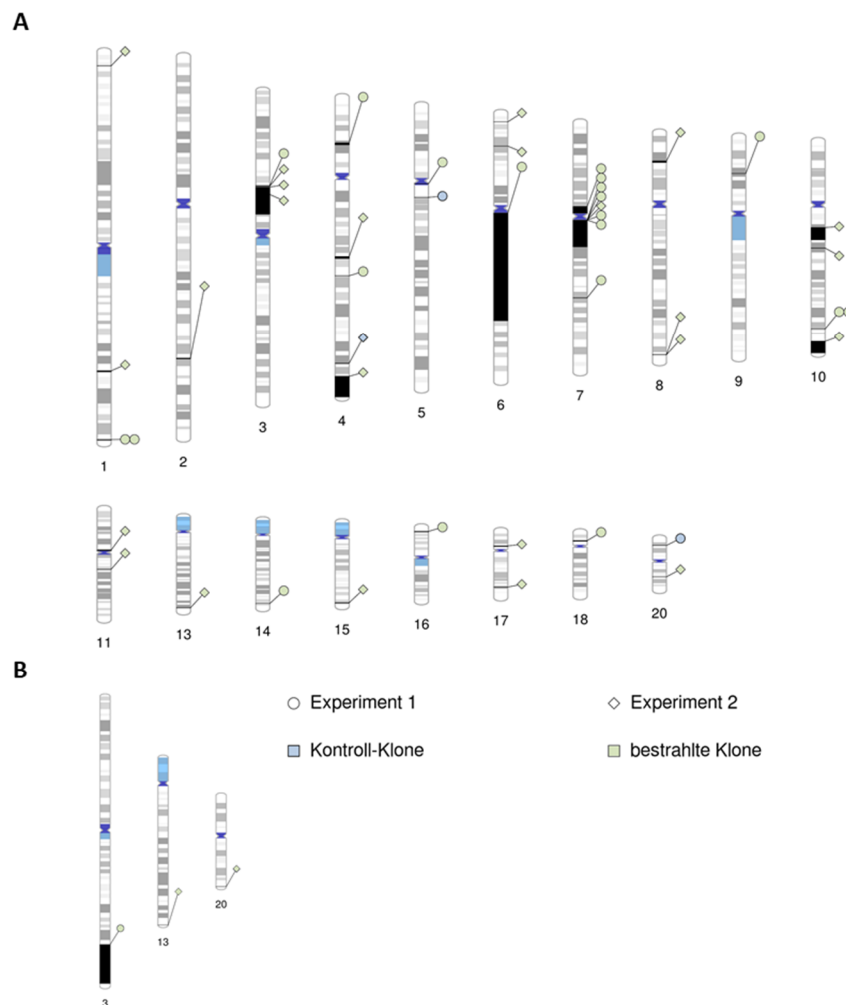 A
1 2 3 4 5 6 7 8 9 10
11 13 14 15 16 17 18 20
B
Experiment 1 Experiment 2
Kontroll-Klone bestrahlte Klone
3 13 20